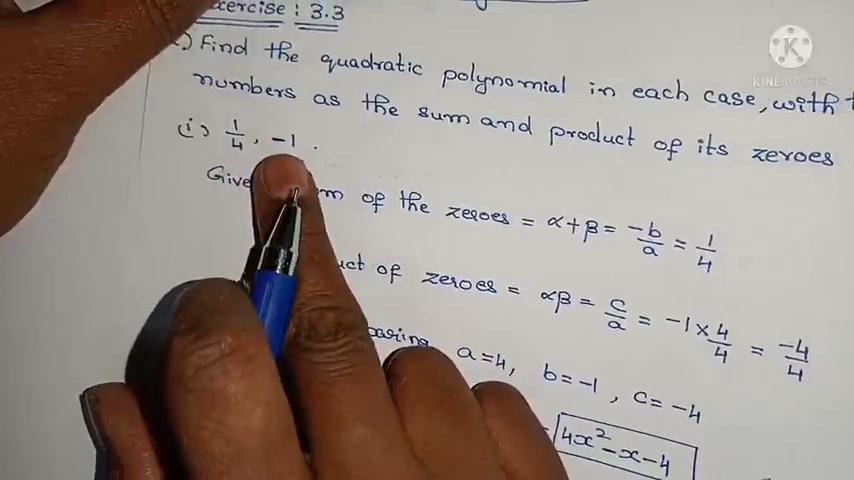 Exercise : 3.3
Find the quadratic polynomial in each case, with
numbers as the sum and product of its zeroes
(i) 1/4, -1.
of the zeroes = α+β = -b/a = 1/4
of zeroes = αβ = c/a = -1 × 4/4 = -4/4
a=4, b=-1, c=-4
4x²-x-4
K
KINEMASTER